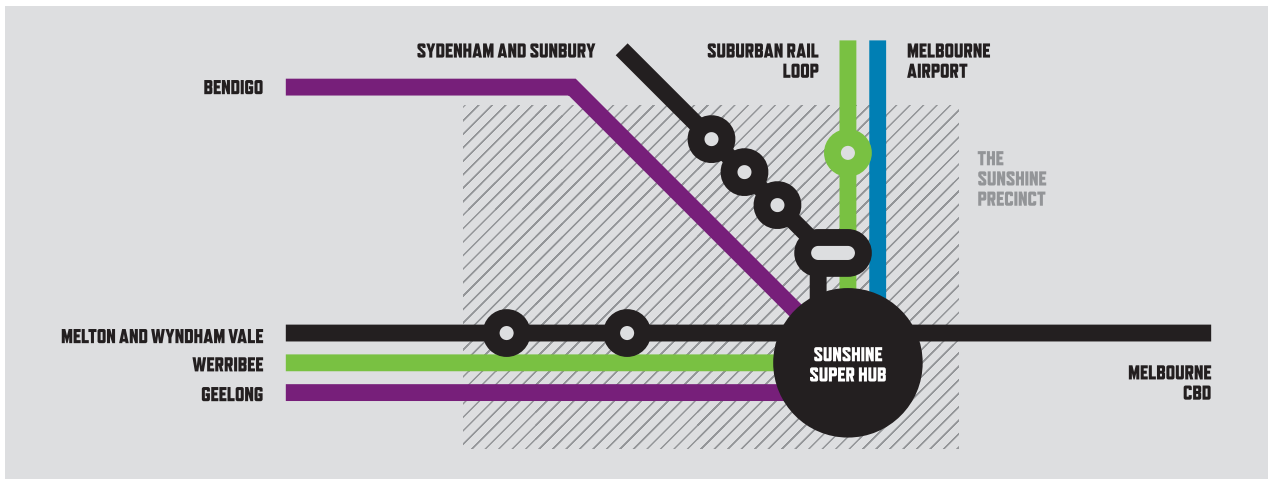 SYDENHAM AND SUNBURY
SUBURBAN RAIL
LOOP
MELBOURNE
AIRPORT
BENDIGO
THE
SUNSHINE
PRECINCT
MELTON AND WYNDHAM VALE
WERRIBEE
GEELONG
SUNSHINE
SUPER HUB
MELBOURNE
CBD